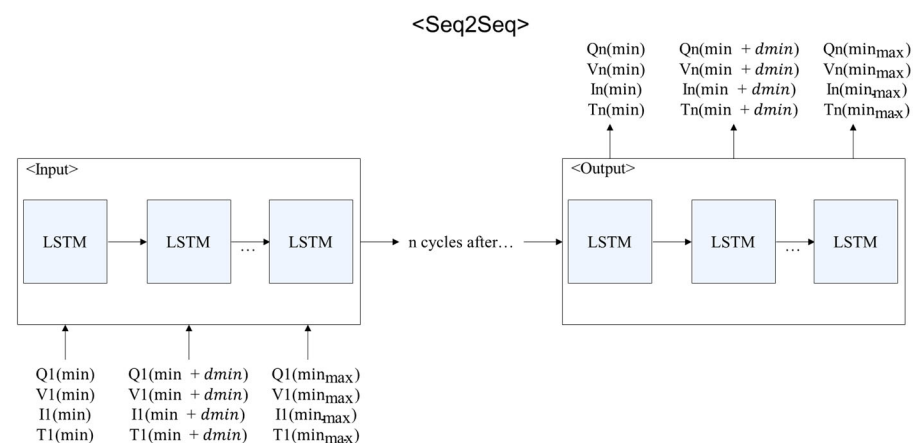 <Seq2Seq>
Qn(min) Qn(min + dmin) Qn(minmax)
Vn(min) Vn(min + dmin) Vn(minmax)
In(min) In(min + dmin) In(minmax)
Tn(min) Tn(min + dmin) Tn(minmax)
<Input> <Output>
LSTM LSTM ... LSTM n cycles after… LSTM LSTM ... LSTM
Q1(min) Q1(min + dmin) Q1(minmax)
V1(min) V1(min + dmin) V1(minmax)
I1(min) I1(min + dmin) I1(minmax)
T1(min) T1(min + dmin) T1(minmax)